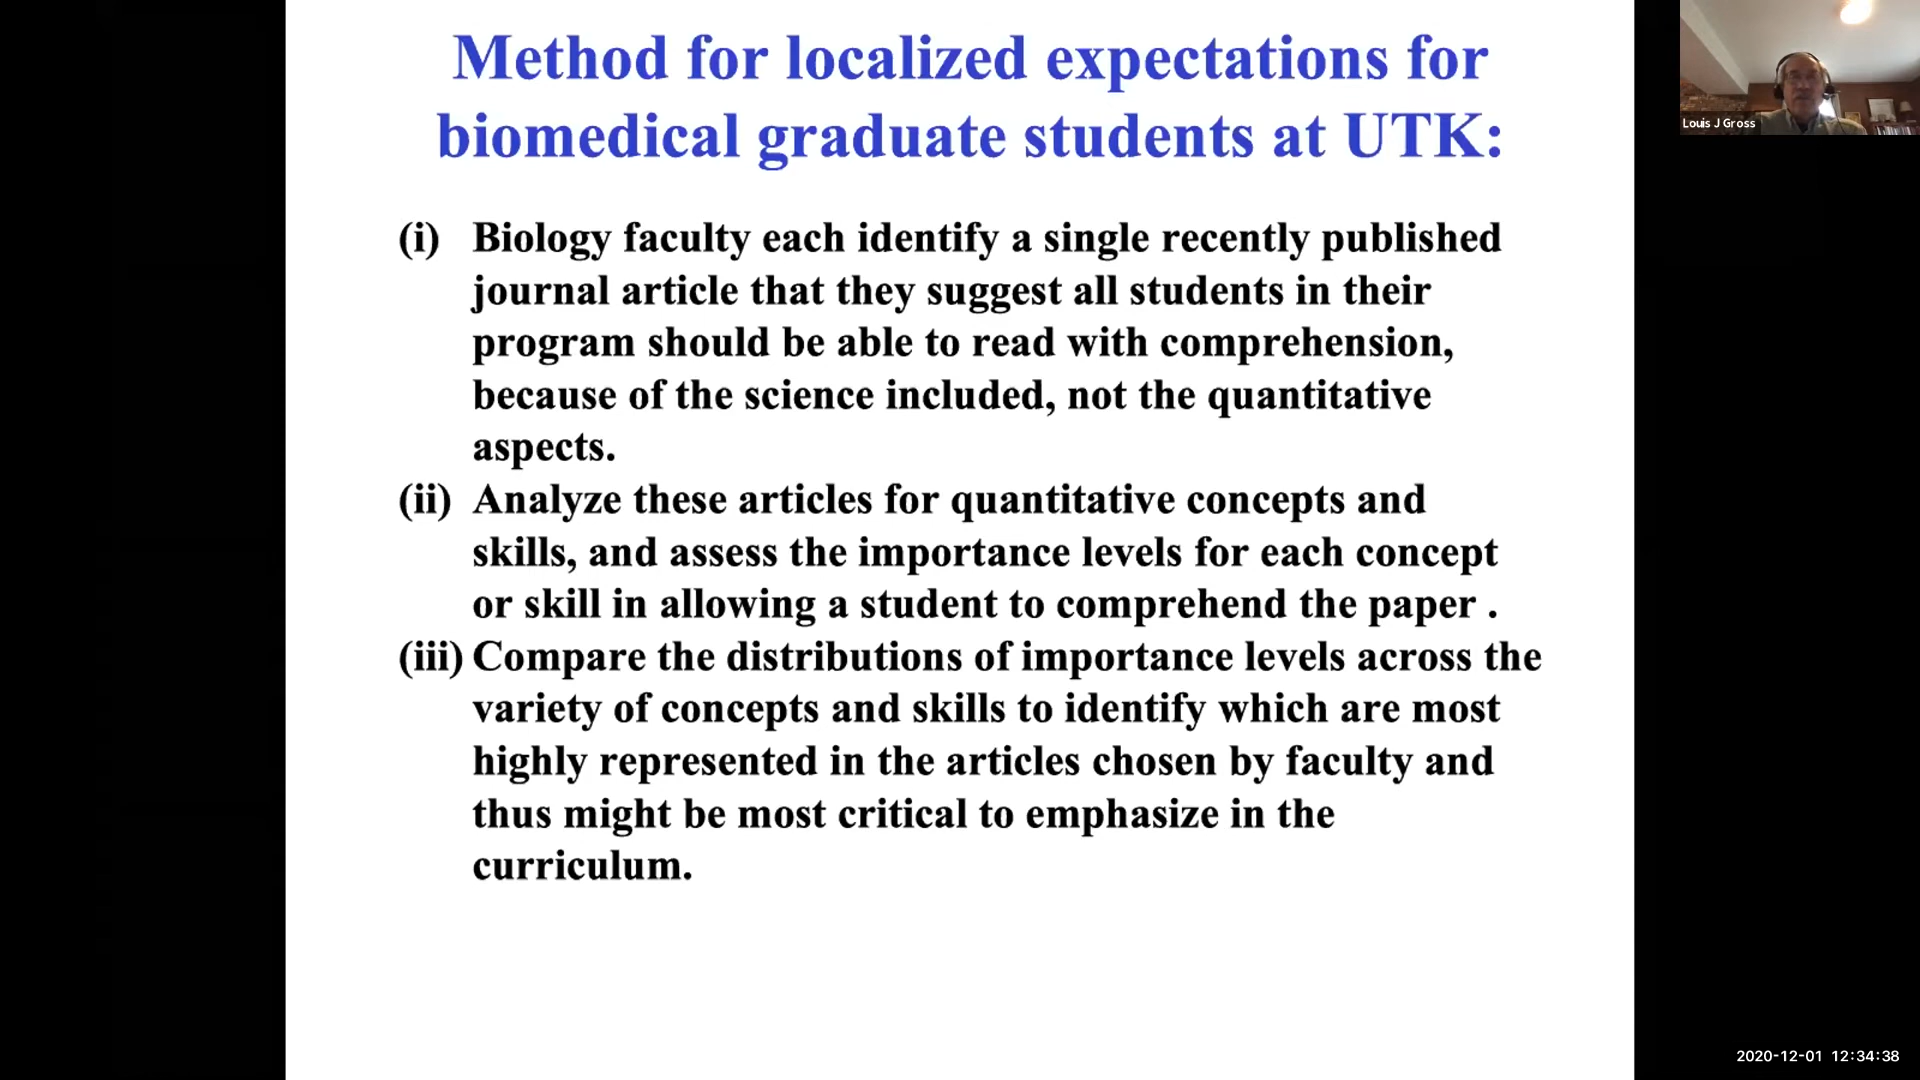 Method for localized expectations for
biomedical graduate students at UTK:
Louis J Gross
(i) Biology faculty each identify a single recently published
journal article that they suggest all students in their
program should be able to read with comprehension,
because of the science included, not the quantitative
aspects.
(ii) Analyze these articles for quantitative concepts and
skills, and assess the importance levels for each concept
or skill in allowing a student to comprehend the paper .
(iii) Compare the distributions of importance levels across the
variety of concepts and skills to identify which are most
highly represented in the articles chosen by faculty and
thus might be most critical to emphasize in the
curriculum.
2020-12-01 12:34:38